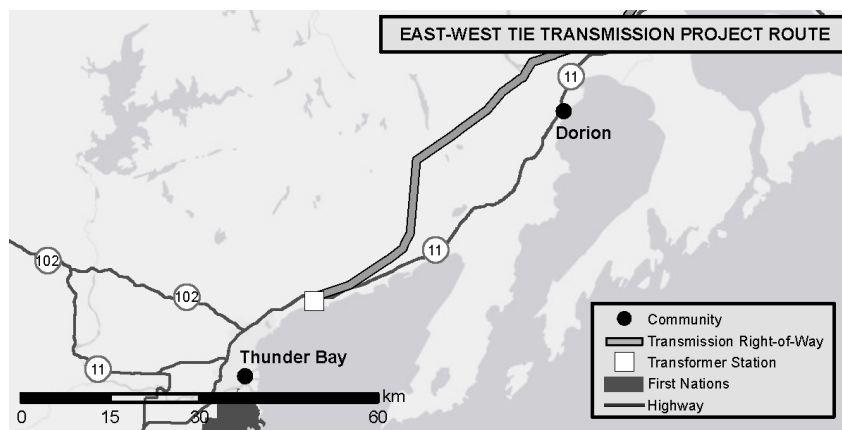 EAST-WEST TIE TRANSMISSION PROJECT ROUTE
11
Dorion
11
102
102
Thunder Bay
11
km
0 15 30 60
Community
Transmission Right-of-Way
Transformer Station
First Nations
Highway